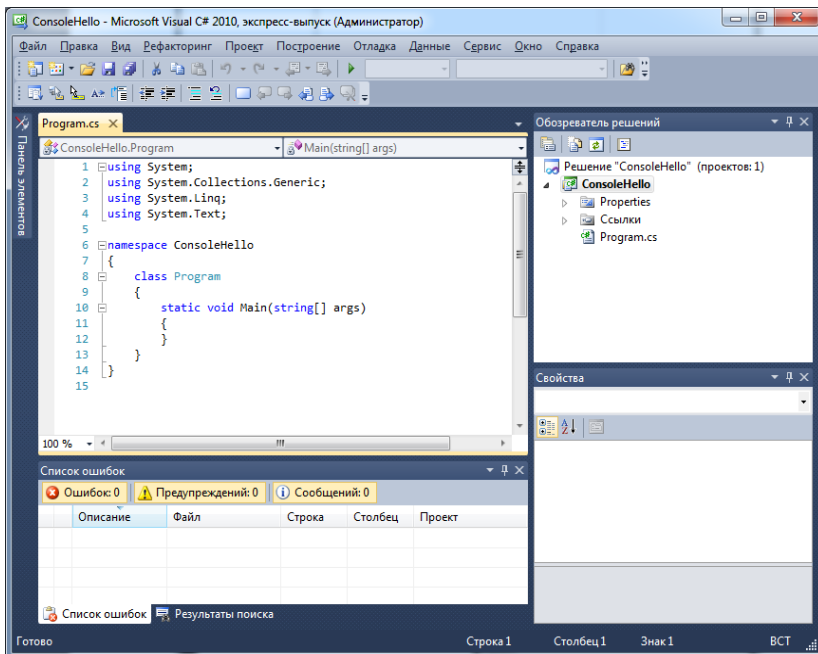 ConsoleHello - Microsoft Visual C# 2010, экспресс-выпуск (Администратор)
Файл Правка Вид Рефакторинг Проект Построение Отладка Данные Сервис Окно Справка
Панель элементов
Program.cs
ConsoleHello.Program
Main(string[] args)
1 using System;
2 using System.Collections.Generic;
3 using System.Linq;
4 using System.Text;
5
6 namespace ConsoleHello
7 {
8 class Program
9 {
10 static void Main(string[] args)
11 {
12 }
13 }
14 }
15
100 %
Обозреватель решений
Решение "ConsoleHello" (проектов: 1)
ConsoleHello
Properties
Ссылки
Program.cs
Свойства
Список ошибок
Ошибок: 0 Предупреждений: 0 Сообщений: 0
Описание Файл Строка Столбец Проект
Список ошибок Результаты поиска
Готово Строка 1 Столбец 1 Знак 1 ВСТ